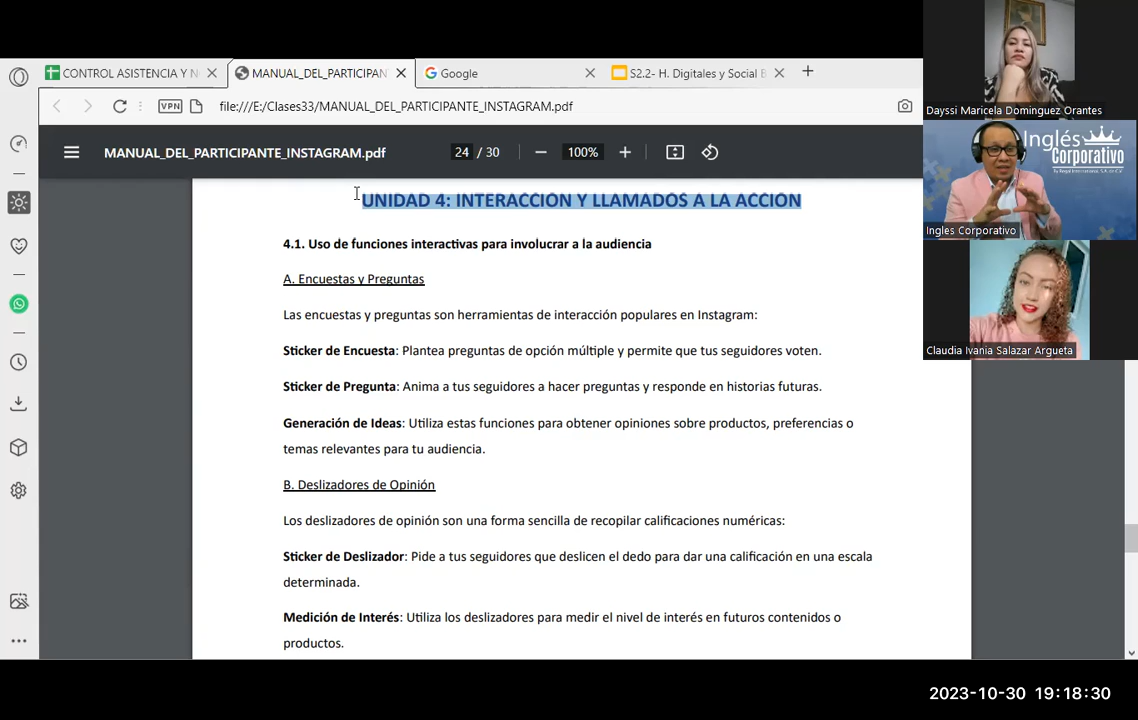 CONTROL ASISTENCIA Y N
MANUAL_DEL_PARTICIPAN
Google
S2.2- H. Digitales y Social B
VPN
file:///E:/Clases33/MANUAL_DEL_PARTICIPANTE_INSTAGRAM.pdf
MANUAL_DEL_PARTICIPANTE_INSTAGRAM.pdf
24 / 30
100%
UNIDAD 4: INTERACCION Y LLAMADOS A LA ACCION
4.1. Uso de funciones interactivas para involucrar a la audiencia
A. Encuestas y Preguntas
Las encuestas y preguntas son herramientas de interacción populares en Instagram:
Sticker de Encuesta: Plantea preguntas de opción múltiple y permite que tus seguidores voten.
Sticker de Pregunta: Anima a tus seguidores a hacer preguntas y responde en historias futuras.
Generación de Ideas: Utiliza estas funciones para obtener opiniones sobre productos, preferencias o
temas relevantes para tu audiencia.
B. Deslizadores de Opinión
Los deslizadores de opinión son una forma sencilla de recopilar calificaciones numéricas:
Sticker de Deslizador: Pide a tus seguidores que deslicen el dedo para dar una calificación en una escala
determinada.
Medición de Interés: Utiliza los deslizadores para medir el nivel de interés en futuros contenidos o
productos.
Dayssi Maricela Dominguez Orantes
Inglés
Corporativo
Ingles Corporativo
Claudia Ivania Salazar Argueta
2023-10-30 19:18:30